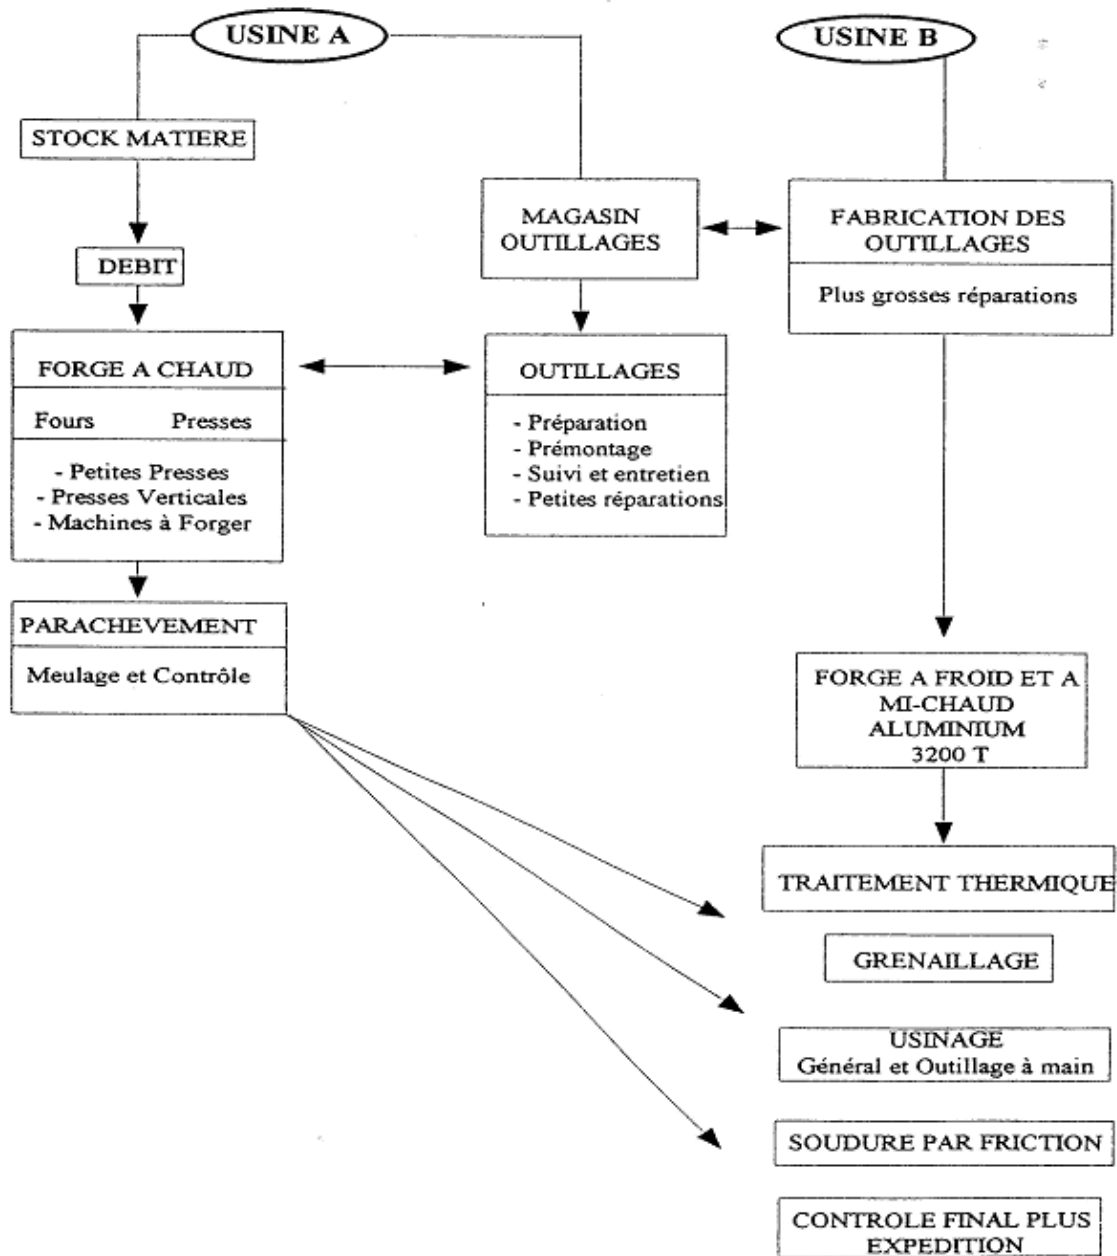 USINE A
USINE B
STOCK MATIERE
MAGASIN
OUTILLAGES
FABRICATION DES
OUTILLAGES
Plus grosses réparations
DEBIT
FORGE A CHAUD
Fours Presses
- Petites Presses
- Presses Verticales
- Machines à Forger
OUTILLAGES
- Préparation
- Prémontage
- Suivi et entretien
- Petites réparations
PARACHEVEMENT
Meulage et Contrôle
FORGE A FROID ET A
MI-CHAUD
ALUMINIUM
3200 T
TRAITEMENT THERMIQUE
GRENAILLAGE
USINAGE
Général et Outillage à main
SOUDURE PAR FRICTION
CONTROLE FINAL PLUS
EXPEDITION